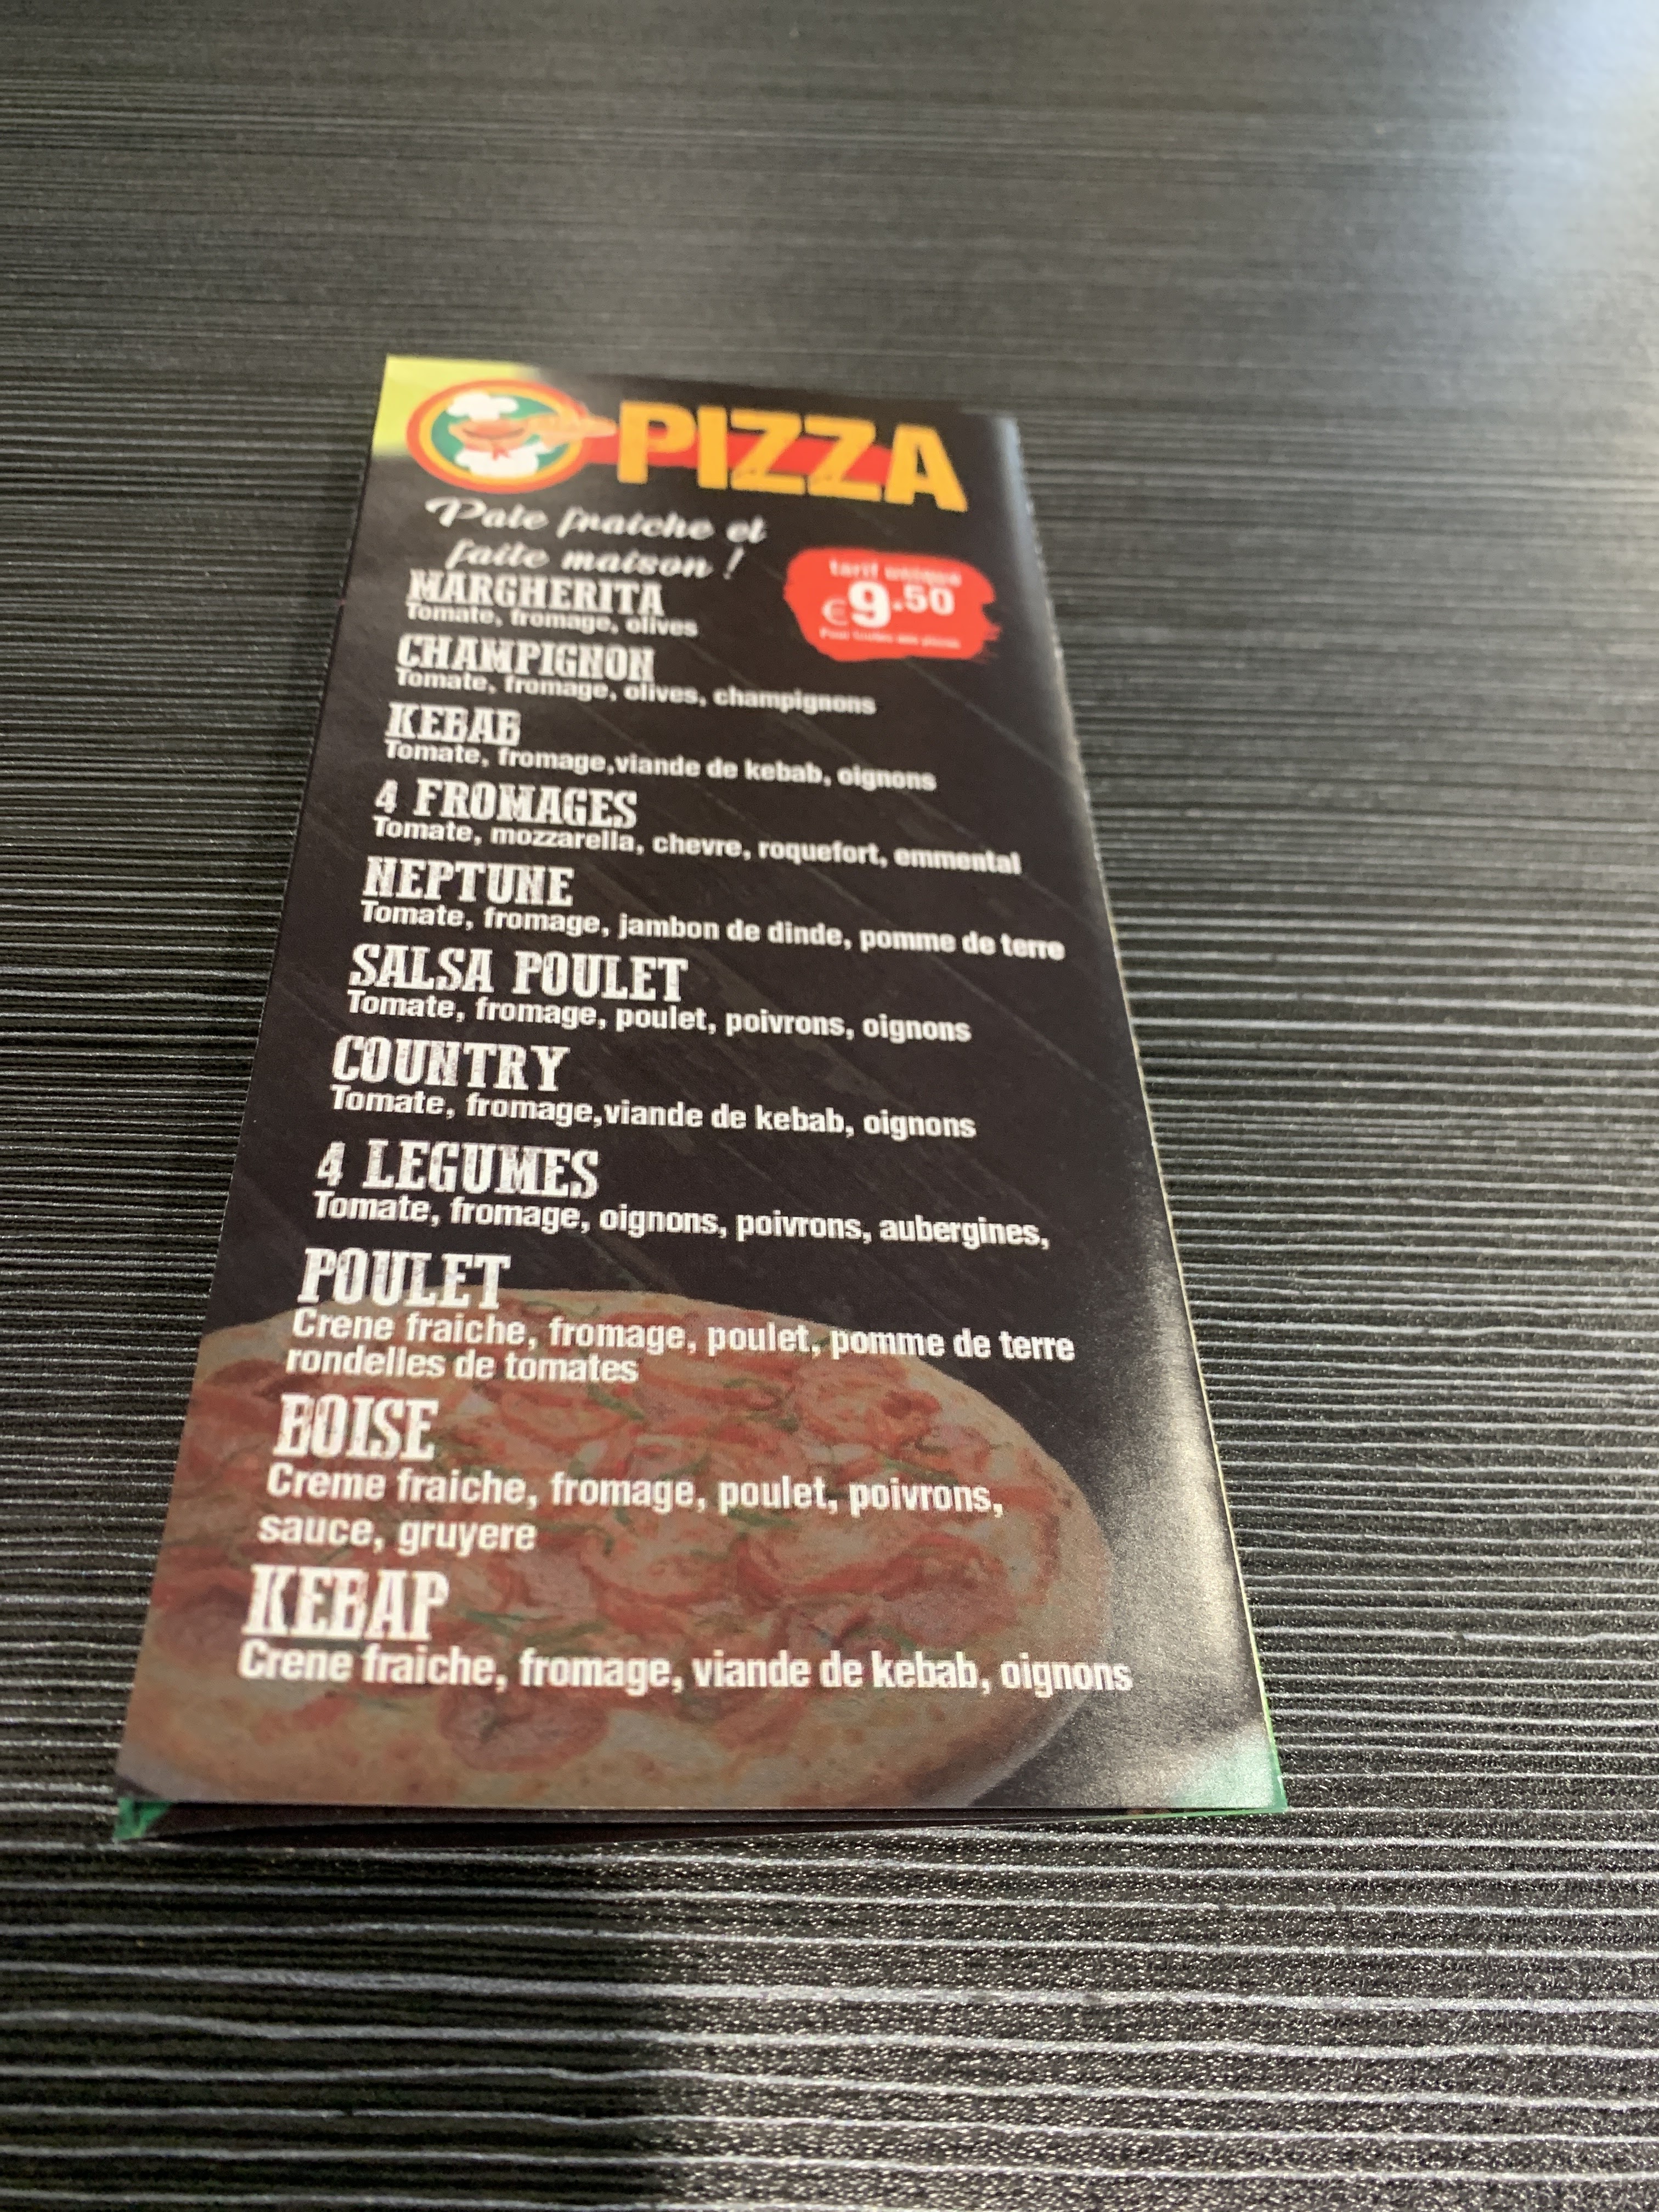 PIZZA
Pate fraiche et
faite maison !
tarif unique
€9.50
Pour toutes nos pizzas
MARGHERITA
Tomate, fromage, olives
CHAMPIGNON
Tomate, fromage, olives, champignons
KEBAB
Tomate, fromage,viande de kebab, oignons
4 FROMAGES
Tomate, mozzarella, chevre, roquefort, emmental
NEPTUNE
Tomate, fromage, jambon de dinde, pomme de terre
SALSA POULET
Tomate, fromage, poulet, poivrons, oignons
COUNTRY
Tomate, fromage,viande de kebab, oignons
4 LEGUMES
Tomate, fromage, oignons, poivrons, aubergines,
POULET
Crene fraiche, fromage, poulet, pomme de terre
rondelles de tomates
BOISE
Creme fraiche, fromage, poulet, poivrons,
sauce, gruyere
KEBAP
Crene fraiche, fromage, viande de kebab, oignons